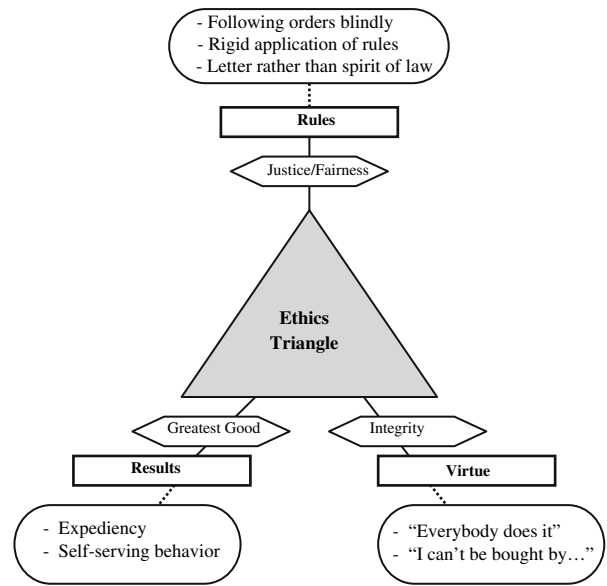 - Following orders blindly
- Rigid application of rules
- Letter rather than spirit of law
Rules
Justice/Fairness
Ethics
Triangle
Greatest Good
Integrity
Results
Virtue
- Expediency
- Self-serving behavior
- “Everybody does it”
- “I can't be bought by…”